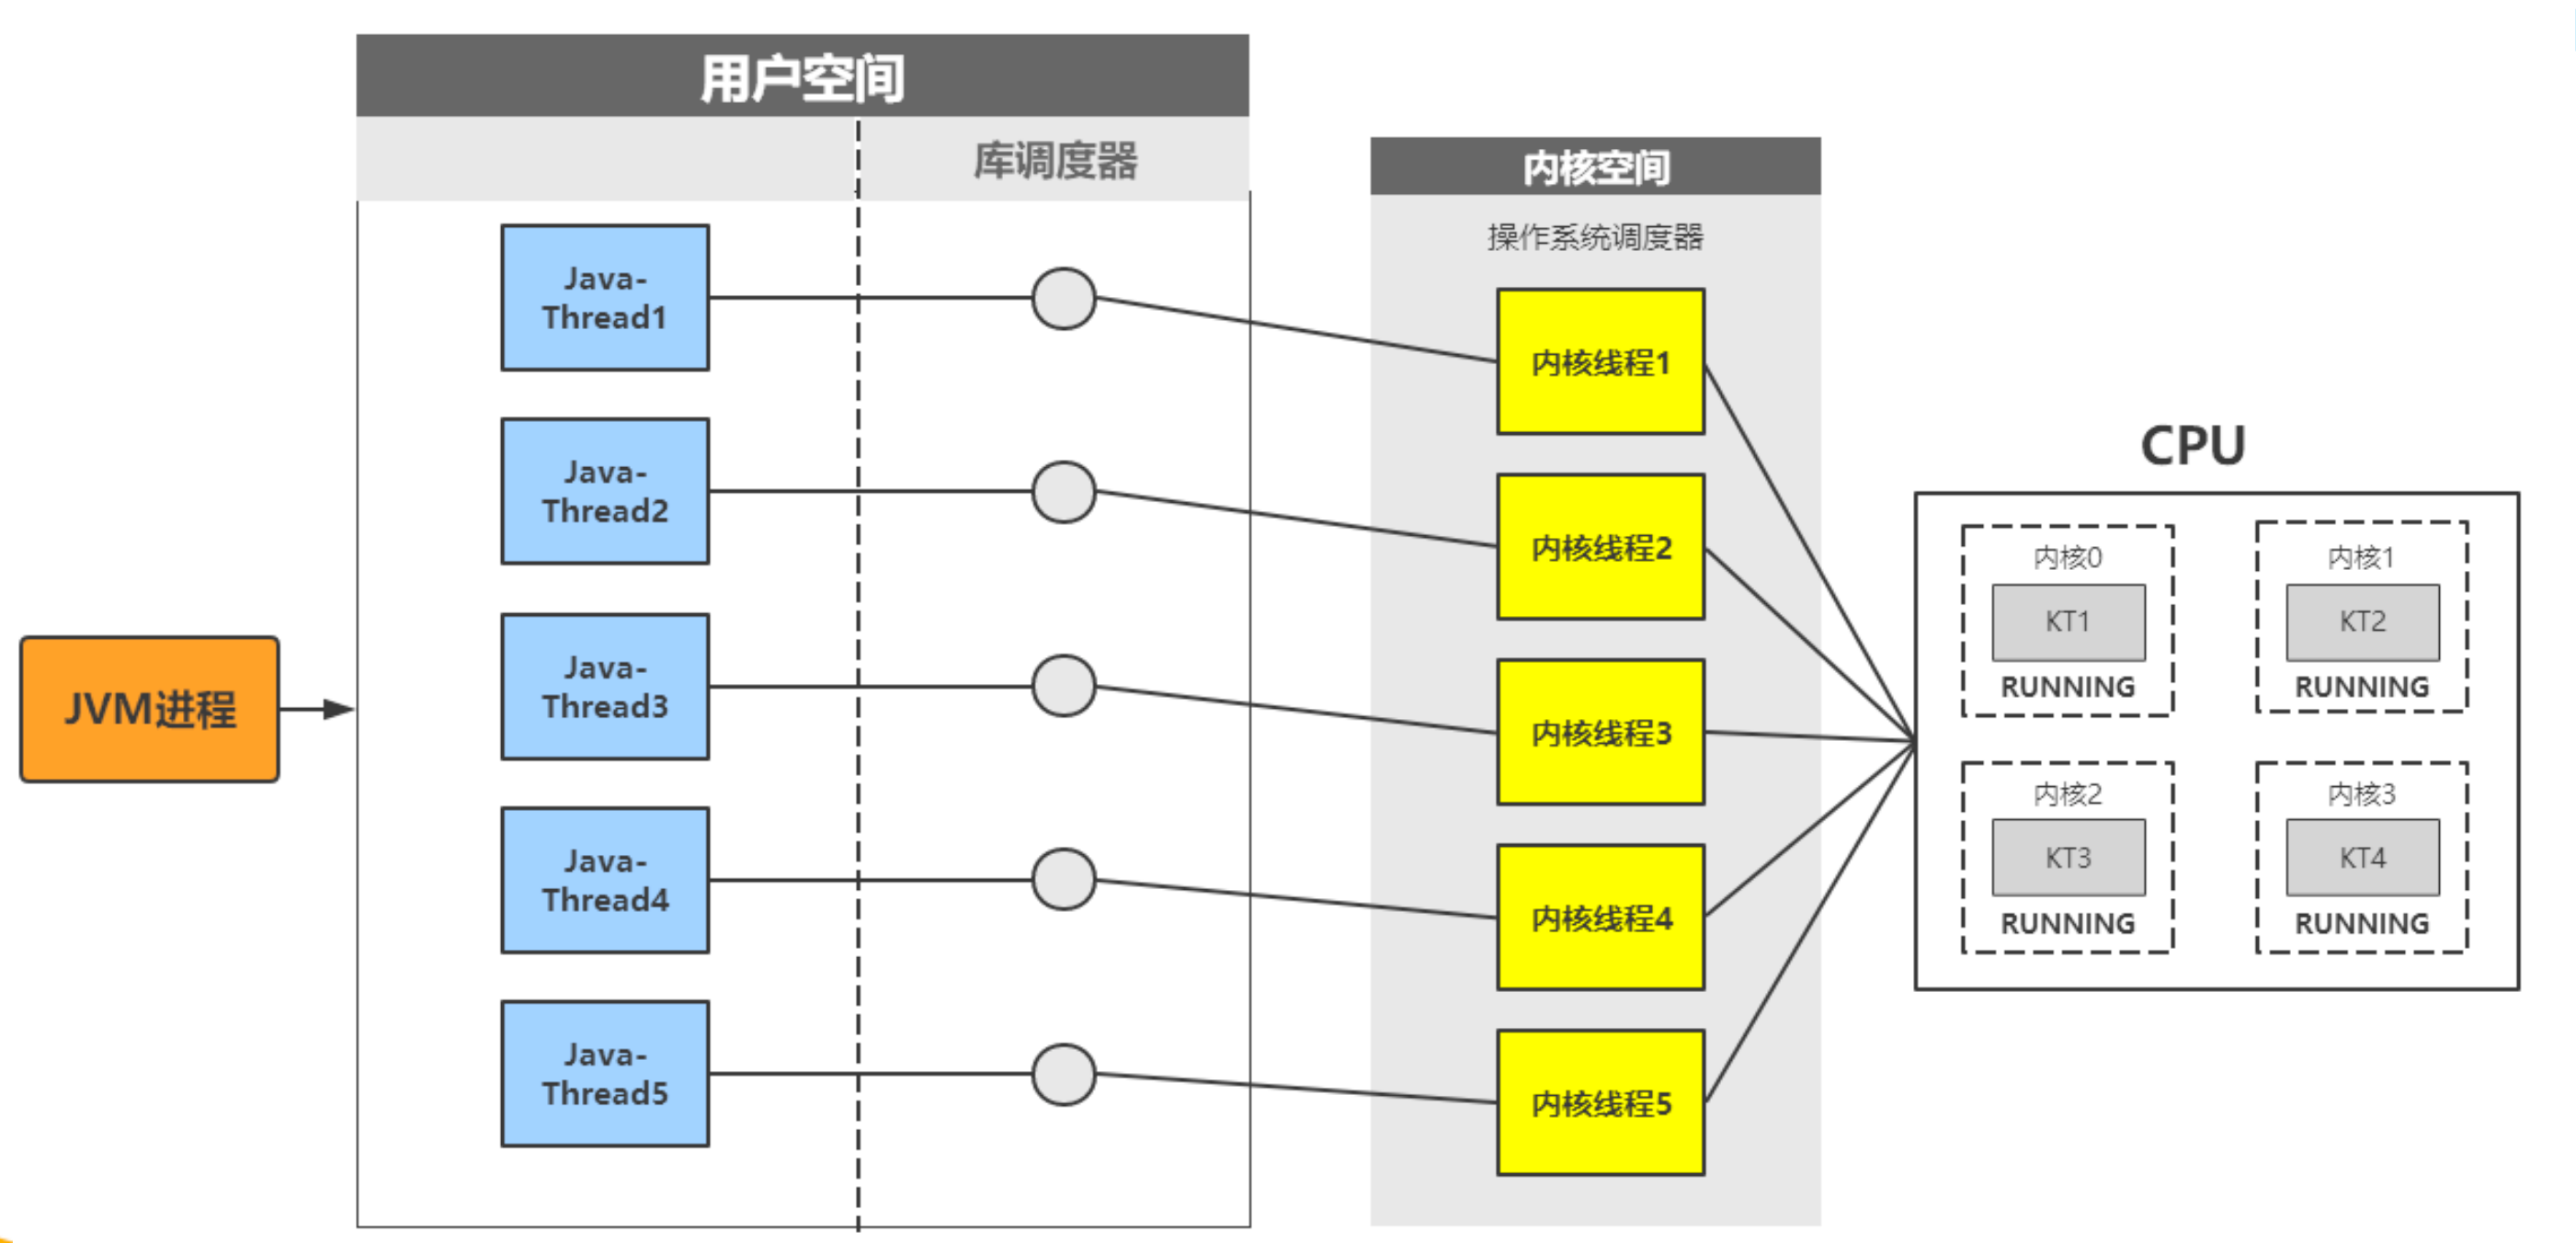 用户空间
库调度器
内核空间
操作系统调度器
JVM进程
Java-
Thread1
Java-
Thread2
Java-
Thread3
Java-
Thread4
Java-
Thread5
内核线程1
内核线程2
内核线程3
内核线程4
内核线程5
CPU
内核0
KT1
RUNNING
内核1
KT2
RUNNING
内核2
KT3
RUNNING
内核3
KT4
RUNNING